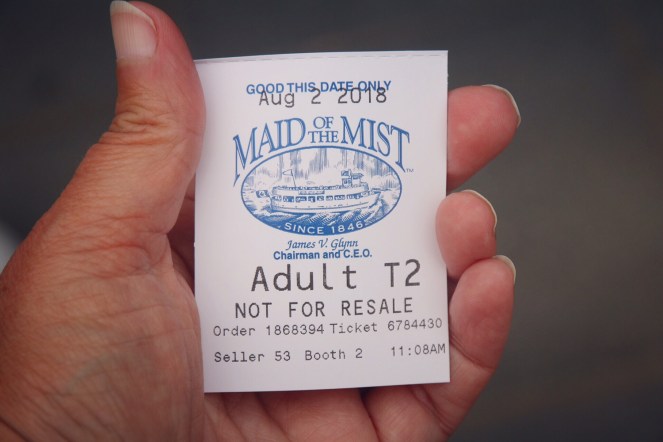 GOOD THIS DATE ONLY
Aug 2 2018
MAID OF THE MIST
TM
SINCE 1846
James V. Glynn
Chairman and C.E.O.
Adult T2
NOT FOR RESALE
Order 1868394 Ticket 6784430
Seller 53 Booth 2 11:08AM